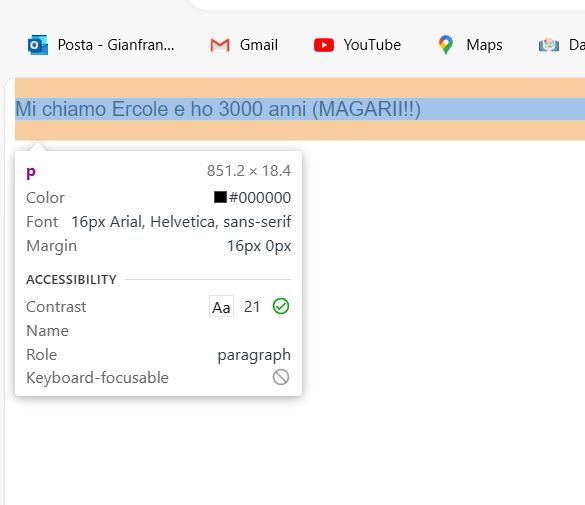 Posta - Gianfran... Gmail YouTube Maps Da
Mi chiamo Ercole e ho 3000 anni (MAGARII!!)
p 851.2 × 18.4
Color #000000
Font 16px Arial, Helvetica, sans-serif
Margin 16px 0px
ACCESSIBILITY
Contrast Aa 21
Name
Role paragraph
Keyboard-focusable